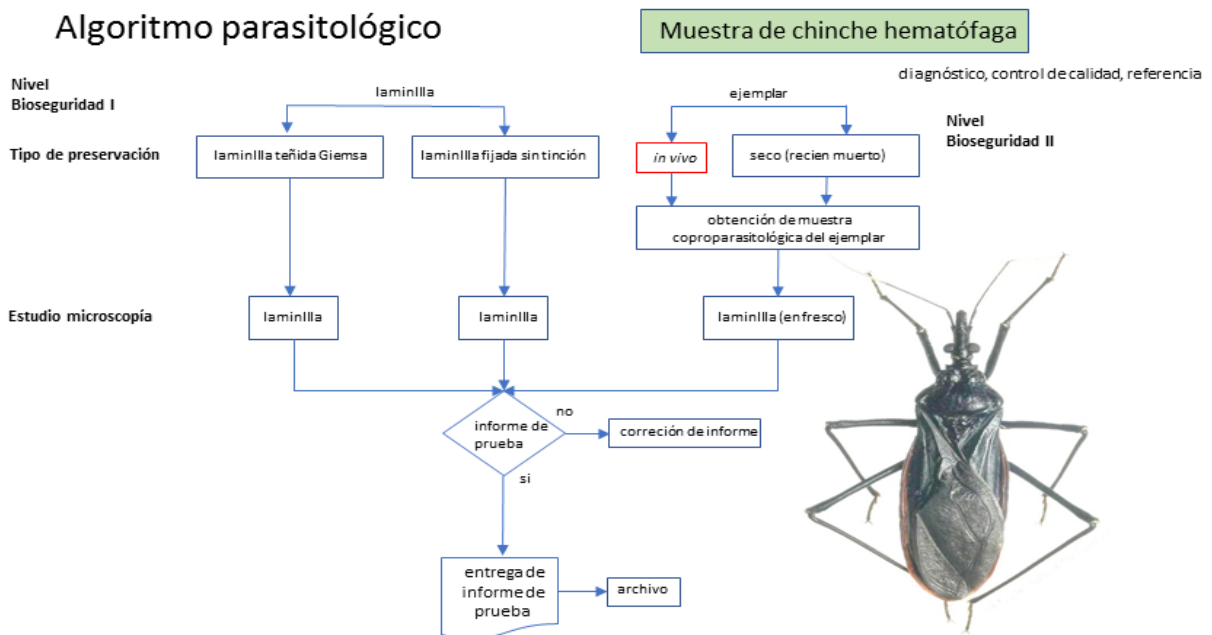 Algoritmo parasitológico
Muestra de chinche hematófaga
diagnóstico, control de calidad, referencia
Nivel
Bioseguridad I
laminIlla
ejemplar
Nivel
Bioseguridad II
Tipo de preservación
laminIlla teñida Giemsa
laminIlla fijada sin tinción
in vivo
seco (recien muerto)
obtención de muestra
coproparasitológica del ejemplar
Estudio microscopía
laminIlla
laminIlla
laminIlla (en fresco)
informe de
prueba
no
correción de informe
si
entrega de
informe de
prueba
archivo